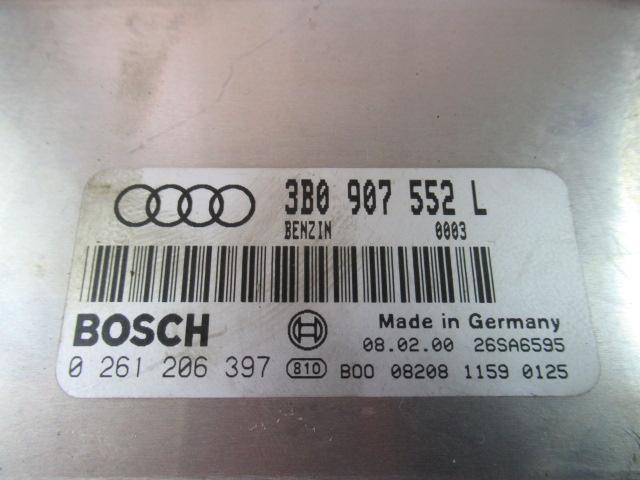 3B0 907 552 L
BENZIN 0003
BOSCH
Made in Germany
08.02.00 26SA6595
0 261 206 397 810 B00 08208 1159 0125